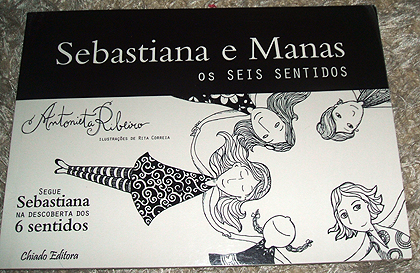 Sebastiana e Manas
OS SEIS SENTIDOS
Antonieta Ribeiro
ILUSTRAÇÕES DE RITA CORREIA
SEGUE
SEBASTIANA
NA DESCOBERTA DOS
6 SENTIDOS
Chiado Editora